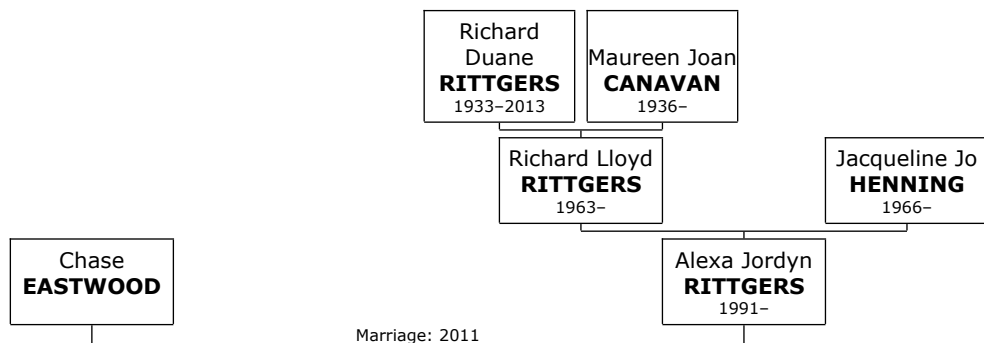 Richard
Duane
RITTGERS
1933–2013
Maureen Joan
CANAVAN
1936–
Richard Lloyd
RITTGERS
1963–
Jacqueline Jo
HENNING
1966–
Chase
EASTWOOD
Alexa Jordyn
RITTGERS
1991–
Marriage: 2011